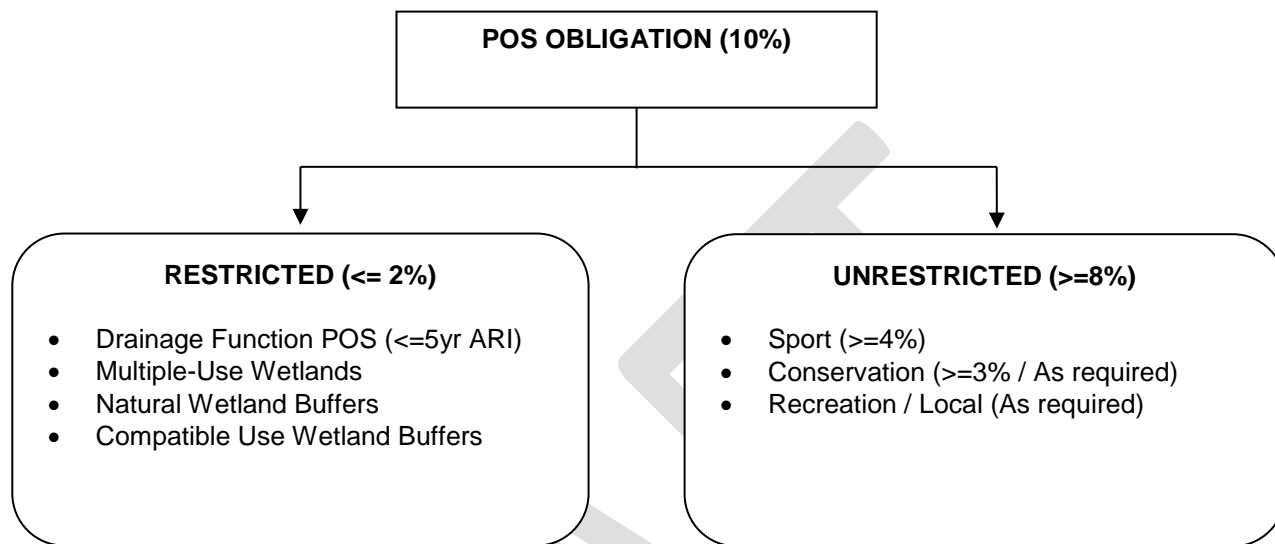 POS OBLIGATION (10%)
RESTRICTED (<= 2%)
• Drainage Function POS (<=5yr ARI)
• Multiple-Use Wetlands
• Natural Wetland Buffers
• Compatible Use Wetland Buffers
UNRESTRICTED (>=8%)
• Sport (>=4%)
• Conservation (>=3% / As required)
• Recreation / Local (As required)